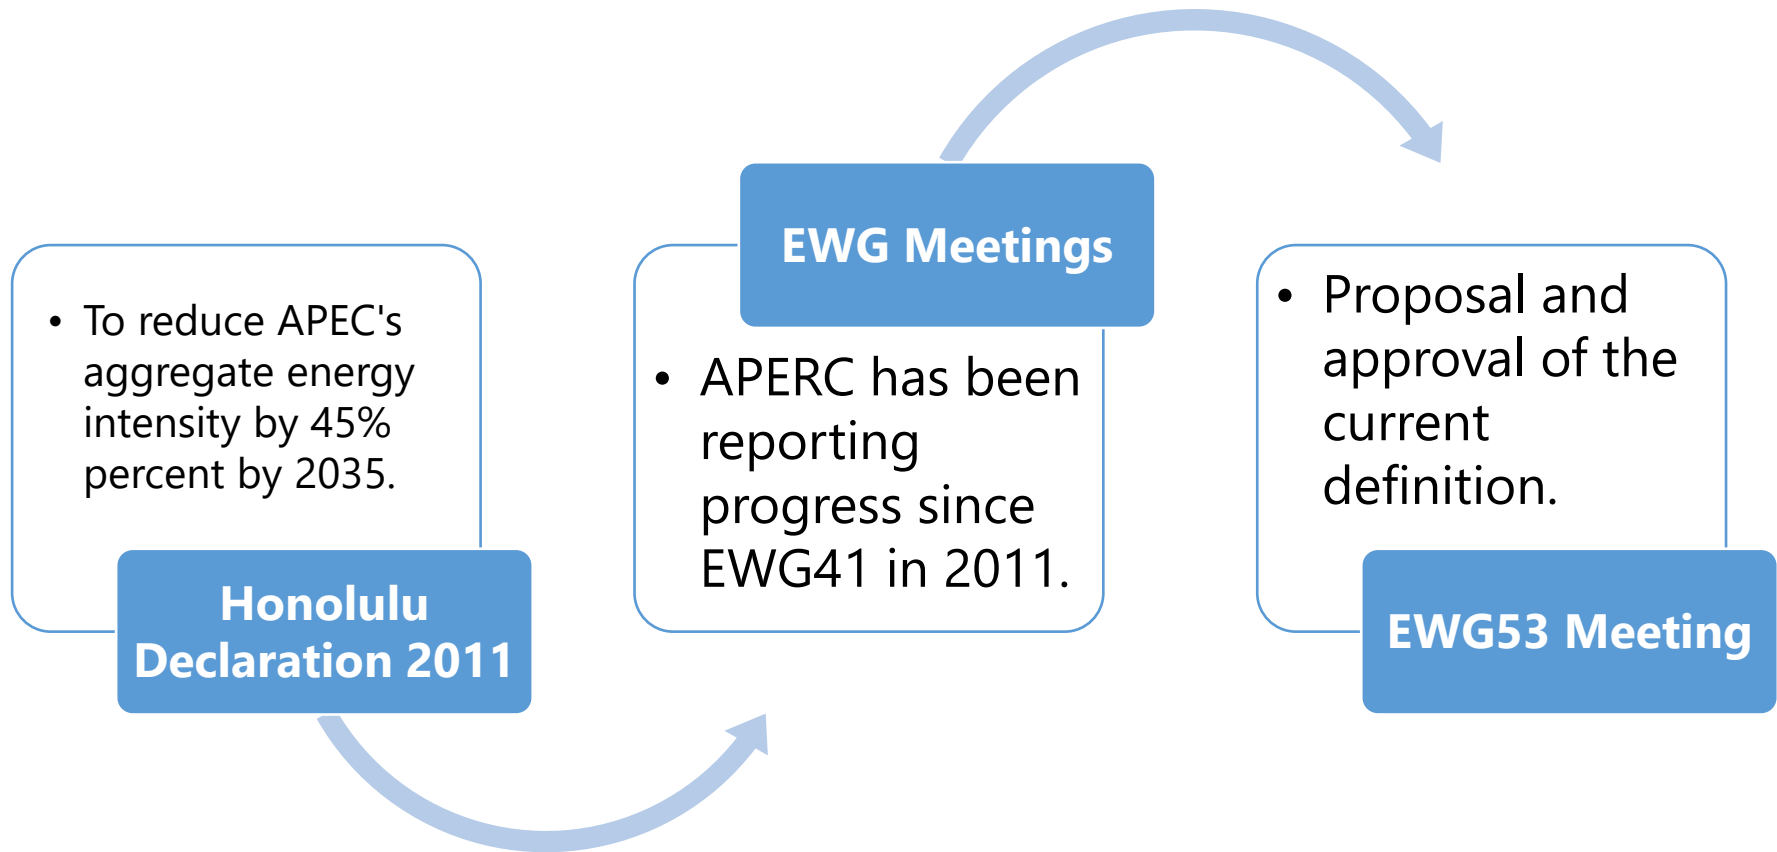 • To reduce APEC's
aggregate energy
intensity by 45%
percent by 2035.
Honolulu
Declaration 2011
EWG Meetings
• APERC has been
reporting
progress since
EWG41 in 2011.
• Proposal and
approval of the
current
definition.
EWG53 Meeting